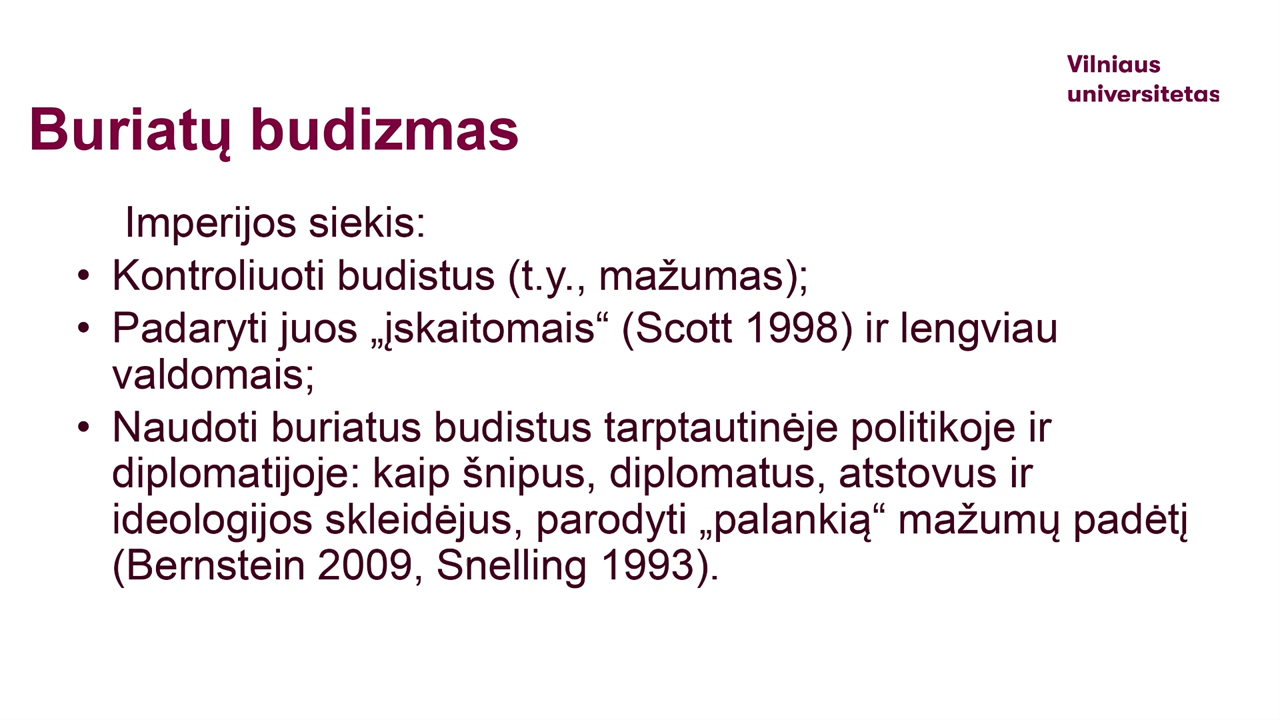 Vilniaus
universitetas
Buriatų budizmas
Imperijos siekis:
• Kontroliuoti budistus (t.y., mažumas);
• Padaryti juos „įskaitomais“ (Scott 1998) ir lengviau
valdomais;
• Naudoti buriatus budistus tarptautinėje politikoje ir
diplomatijoje: kaip šnipus, diplomatus, atstovus ir
ideologijos skleidėjus, parodyti „palankią“ mažumų padėtį
(Bernstein 2009, Snelling 1993).